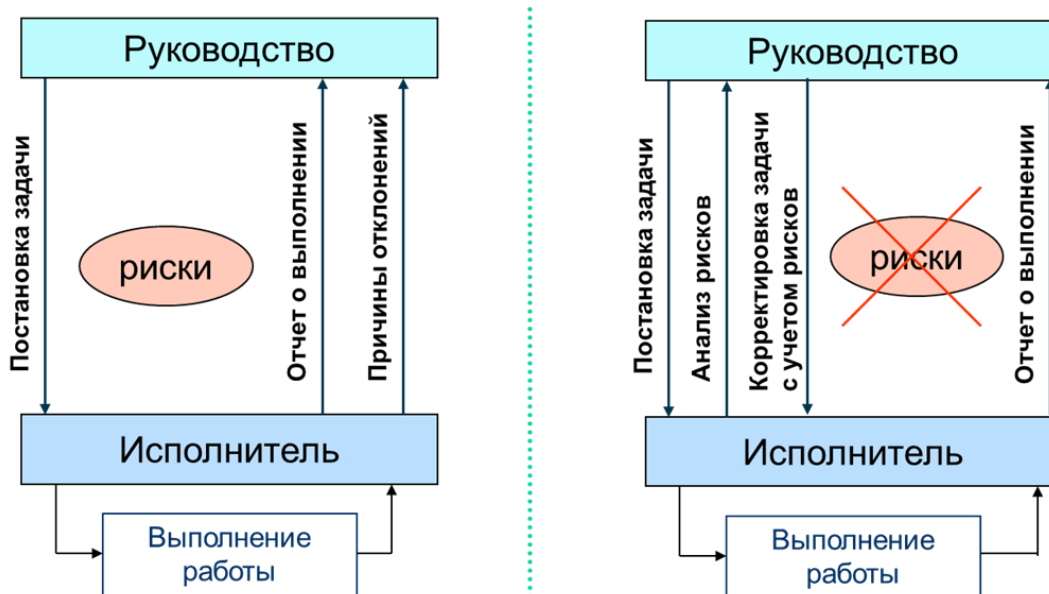 Руководство
Постановка задачи
риски
Отчет о выполнении
Причины отклонений
Исполнитель
Выполнение
работы
Руководство
Постановка задачи
Анализ рисков
Корректировка задачи
с учетом рисков
риски
Отчет о выполнении
Исполнитель
Выполнение
работы